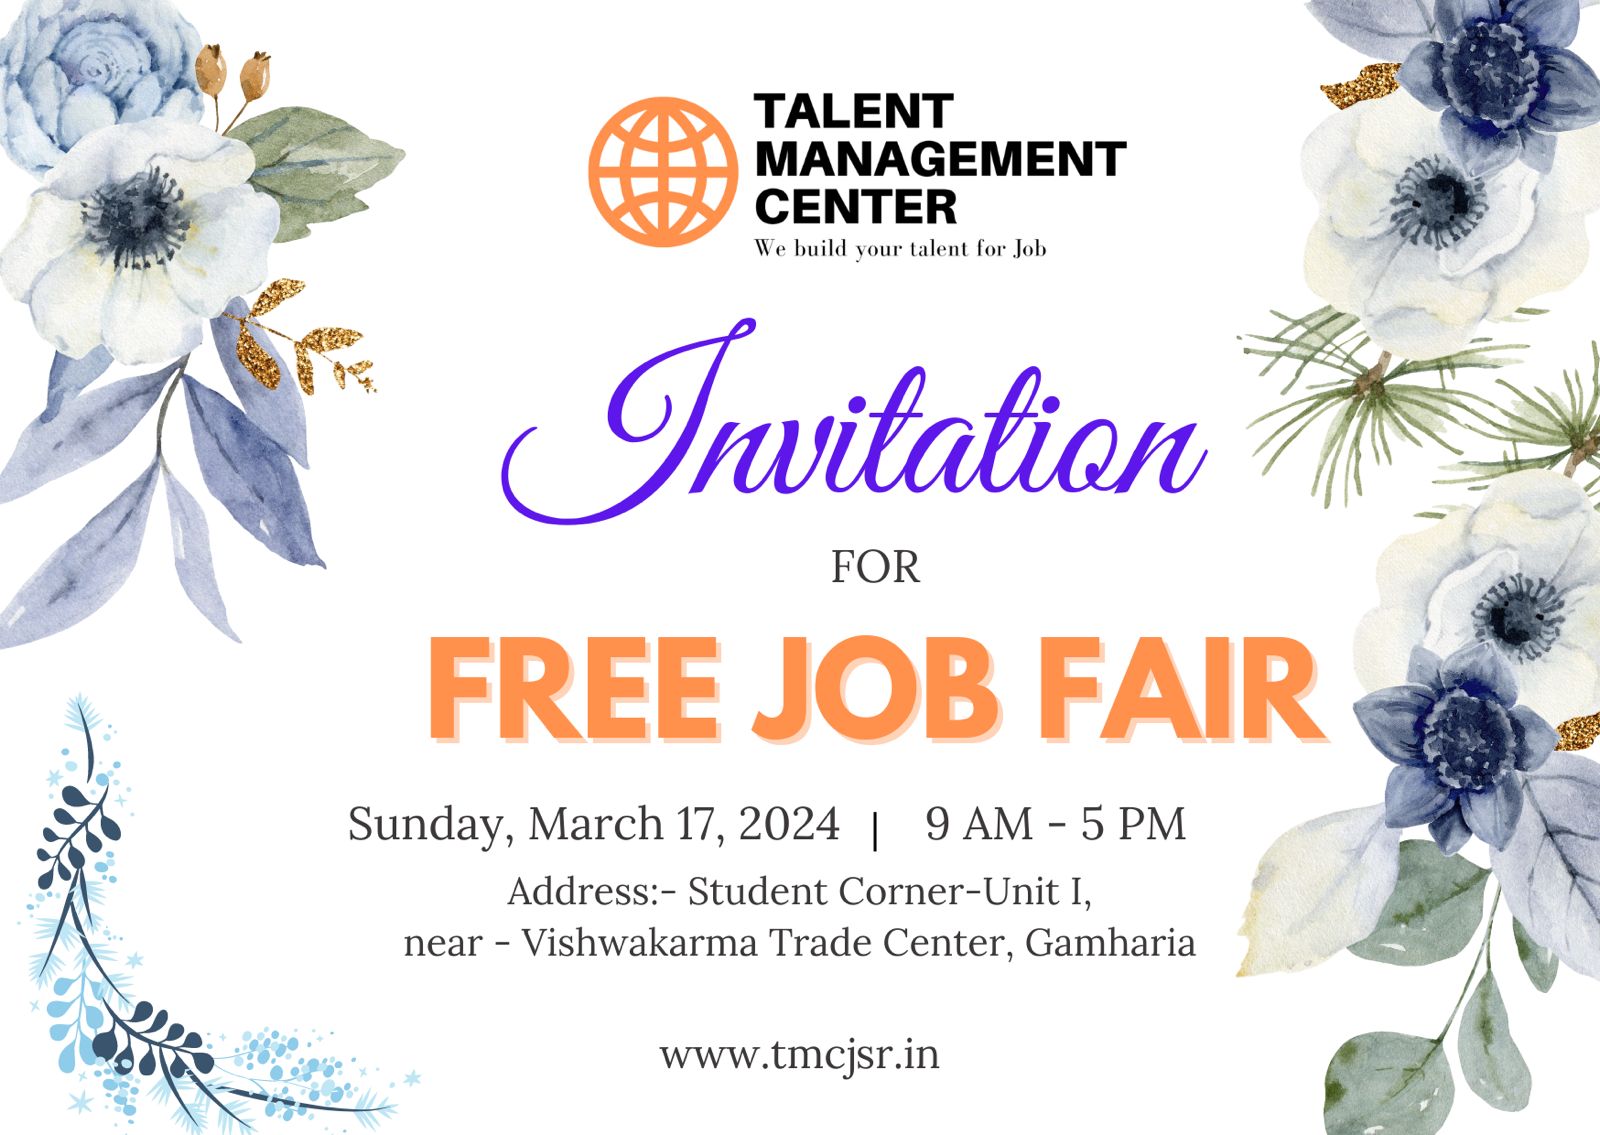 TALENT
MANAGEMENT
CENTER
We build your talent for Job
Invitation
FOR
FREE JOB FAIR
Sunday, March 17, 2024 | 9 AM - 5 PM
Address:- Student Corner-Unit I,
near - Vishwakarma Trade Center, Gamharia
www.tmcjsr.in